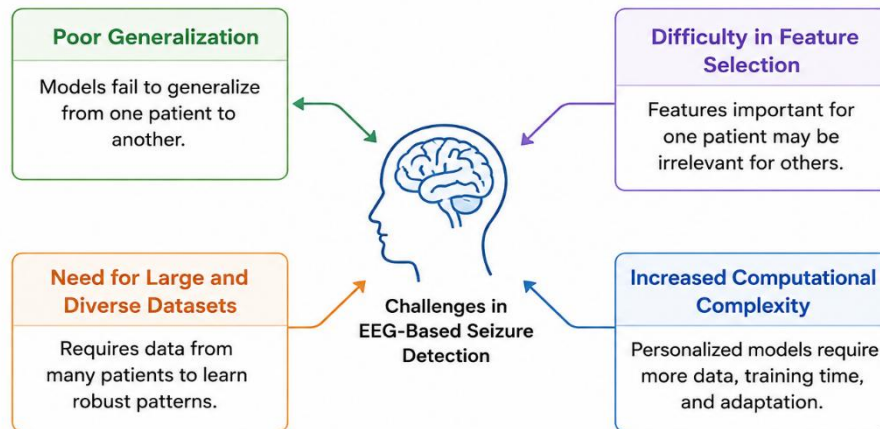 Poor Generalization
Models fail to generalize
from one patient to
another.
Difficulty in Feature
Selection
Features important for
one patient may be
irrelevant for others.
Need for Large and
Diverse Datasets
Requires data from
many patients to learn
robust patterns.
Challenges in
EEG-Based Seizure
Detection
Increased Computational
Complexity
Personalized models require
more data, training time,
and adaptation.